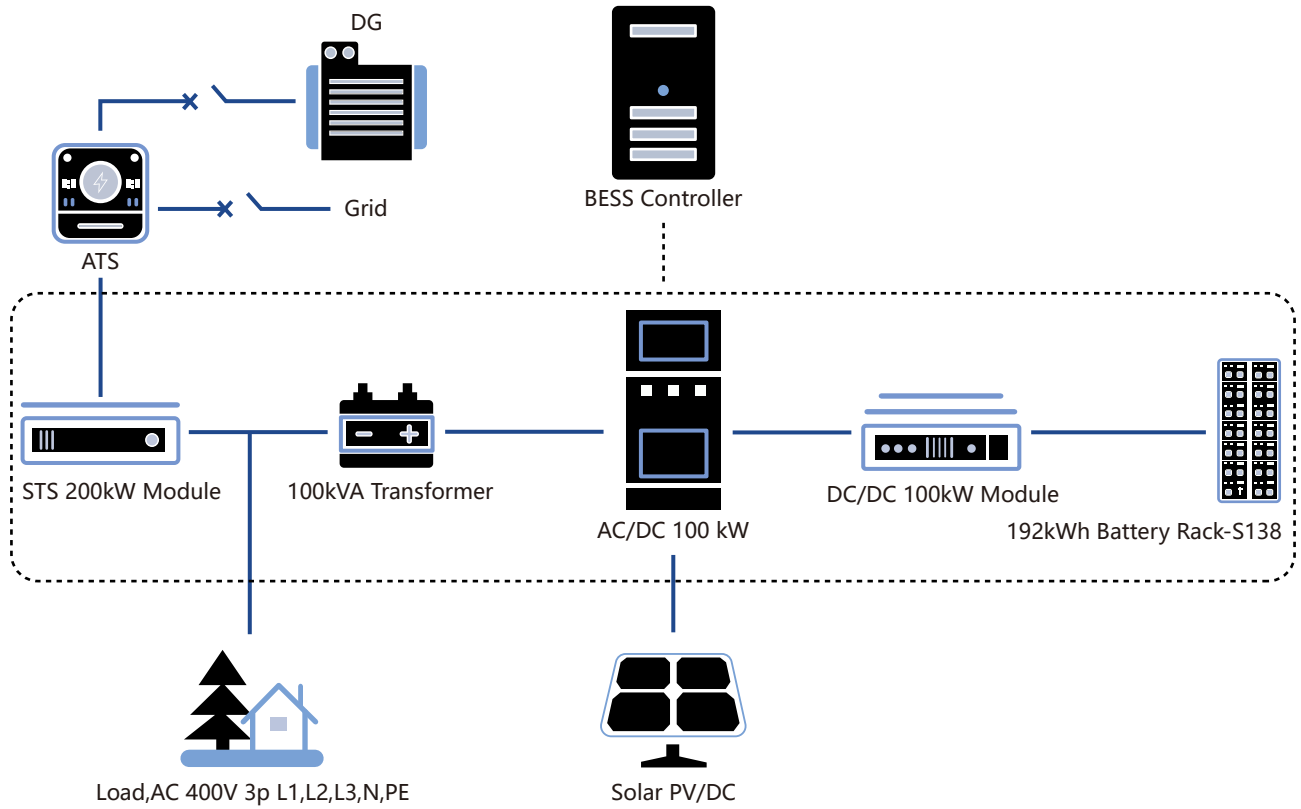 DG
BESS Controller
Grid
ATS
STS 200kW Module
100kVA Transformer
AC/DC 100 kW
DC/DC 100kW Module
192kWh Battery Rack-S138
Load,AC 400V 3p L1,L2,L3,N,PE
Solar PV/DC